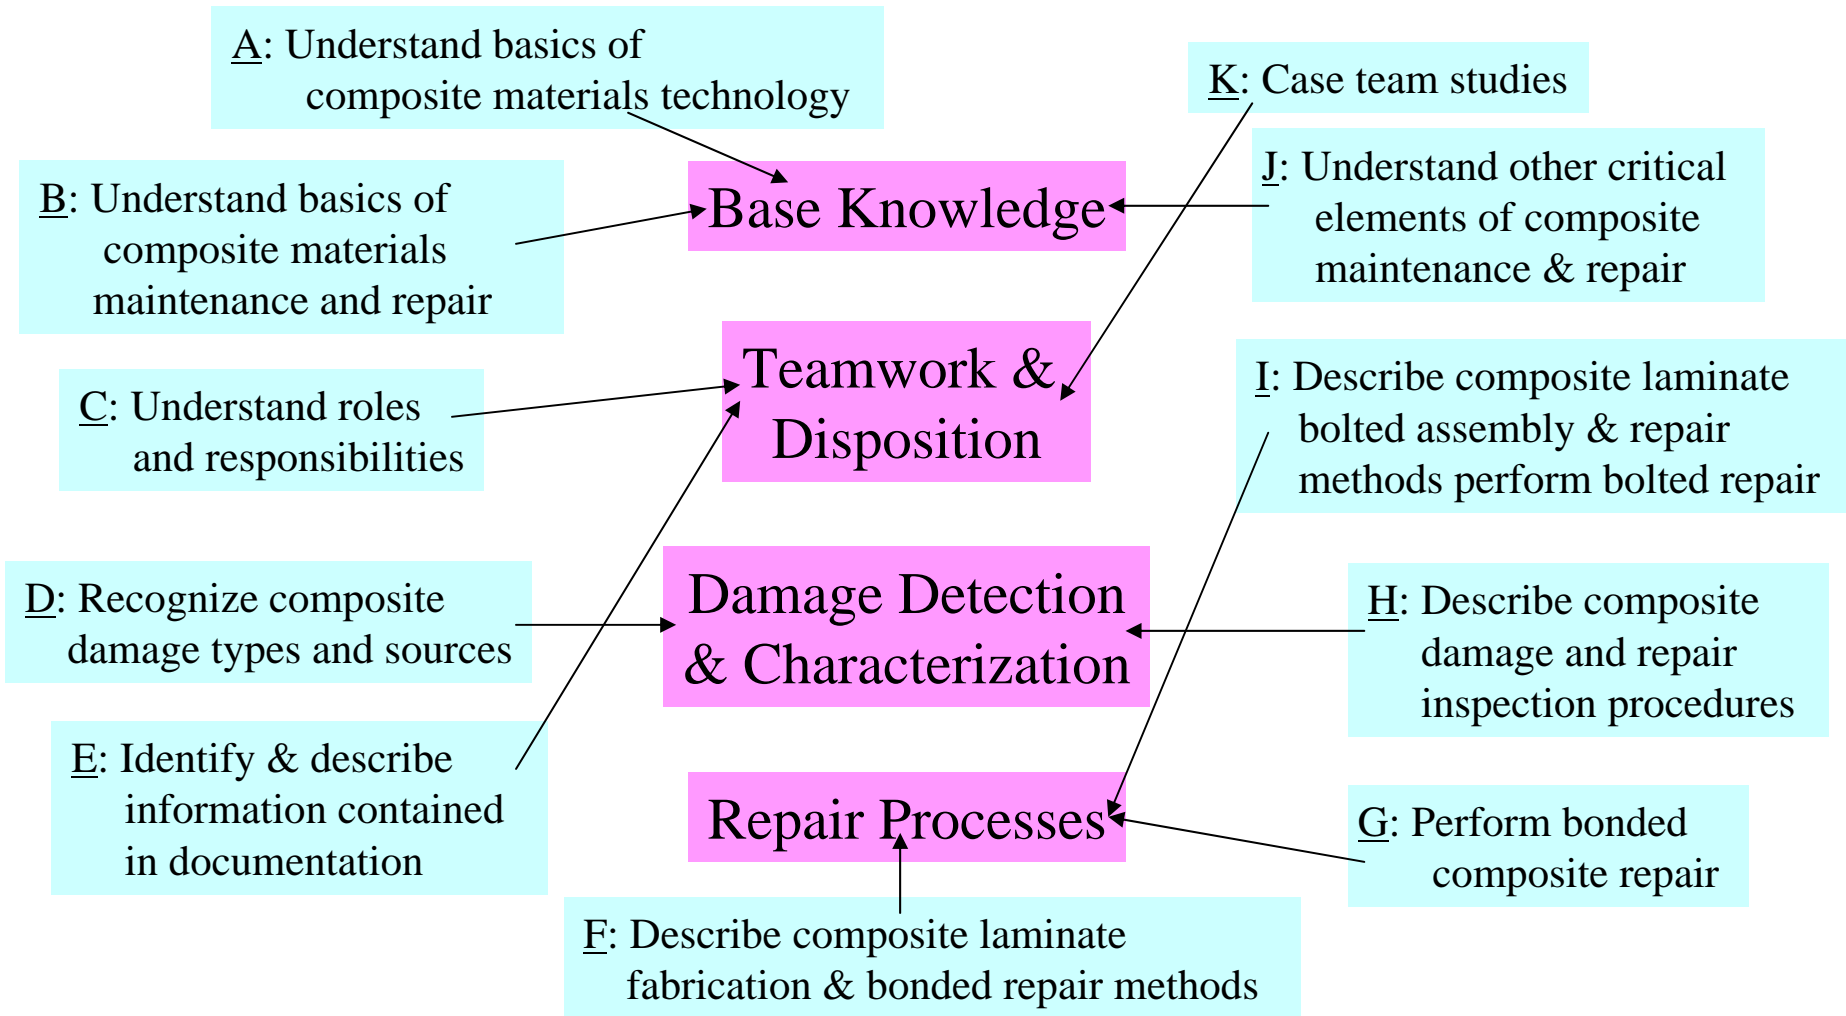 A: Understand basics of
composite materials technology
B: Understand basics of
composite materials
maintenance and repair
C: Understand roles
and responsibilities
D: Recognize composite
damage types and sources
E: Identify & describe
information contained
in documentation
Base Knowledge
Teamwork &
Disposition
Damage Detection
& Characterization
Repair Processes
F: Describe composite laminate
fabrication & bonded repair methods
K: Case team studies
J: Understand other critical
elements of composite
maintenance & repair
I: Describe composite laminate
bolted assembly & repair
methods perform bolted repair
H: Describe composite
damage and repair
inspection procedures
G: Perform bonded
composite repair